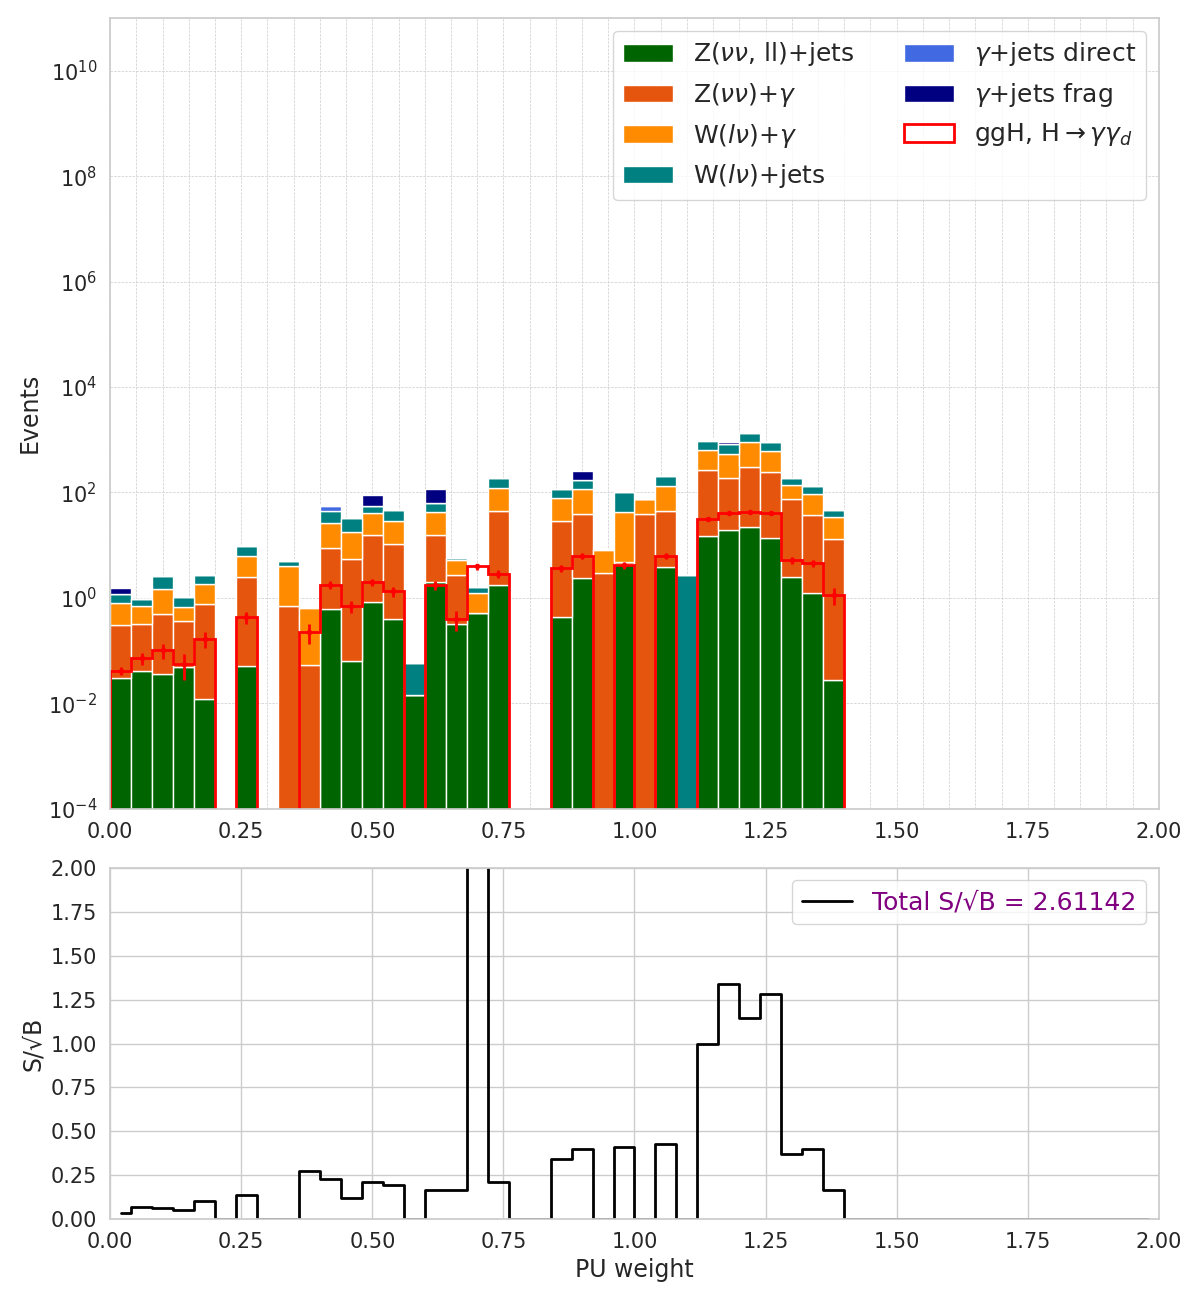 Z(νν, ll)+jets
Z(νν)+γ
W(lν)+γ
W(lν)+jets
γ+jets direct
γ+jets frag
ggH, H→γγ_d
Events
10^10
10^8
10^6
10^4
10^2
10^0
10^−2
10^−4
0.00 0.25 0.50 0.75 1.00 1.25 1.50 1.75 2.00
Total S/√B = 2.61142
S/√B
2.00
1.75
1.50
1.25
1.00
0.75
0.50
0.25
0.00
0.00 0.25 0.50 0.75 1.00 1.25 1.50 1.75 2.00
PU weight